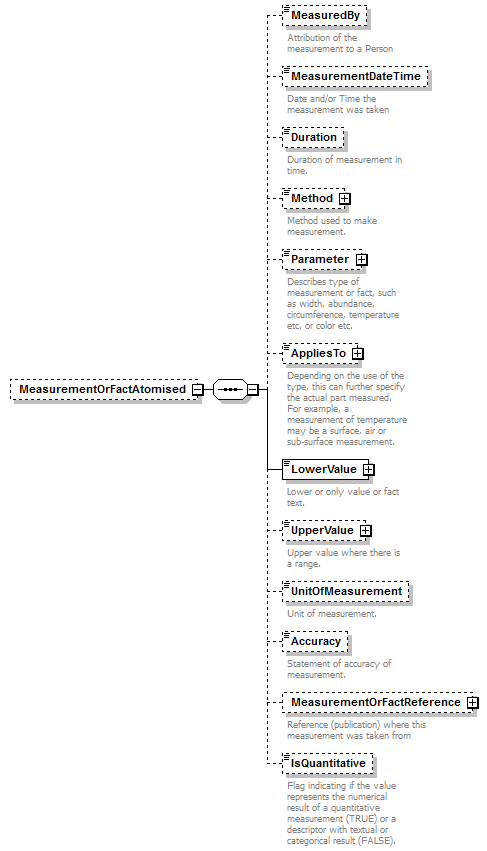 MeasuredBy
Attribution of the
measurement to a Person
MeasurementDateTime
Date and/or Time the
measurement was taken
Duration
Duration of measurement in
time.
Method
Method used to make
measurement.
Parameter
Describes type of
measurement or fact, such
as width, abundance,
circumference, temperature
etc. or color etc.
AppliesTo
Depending on the use of the
type, this can further specify
the actual part measured.
For example, a
measurement of temperature
may be a surface, air or
sub-surface measurement.
MeasurementOrFactAtomised
LowerValue
Lower or only value or fact
text.
UpperValue
Upper value where there is
a range.
UnitOfMeasurement
Unit of measurement.
Accuracy
Statement of accuracy of
measurement.
MeasurementOrFactReference
Reference (publication) where this
measurement was taken from
IsQuantitative
Flag indicating if the value
represents the numerical
result of a quantitative
measurement (TRUE) or a
descriptor with textual or
categorical result (FALSE).